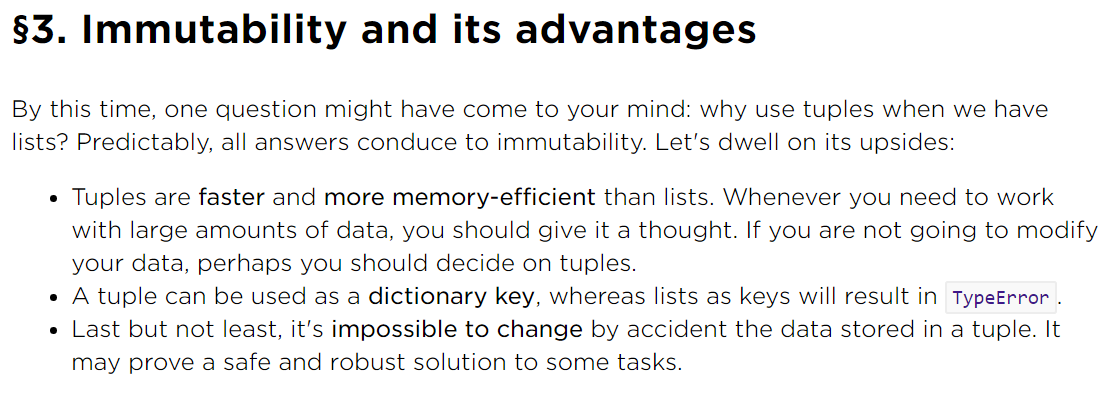 §3. Immutability and its advantages
By this time, one question might have come to your mind: why use tuples when we have
lists? Predictably, all answers conduce to immutability. Let's dwell on its upsides:
• Tuples are faster and more memory-efficient than lists. Whenever you need to work
with large amounts of data, you should give it a thought. If you are not going to modify
your data, perhaps you should decide on tuples.
• A tuple can be used as a dictionary key, whereas lists as keys will result in TypeError.
• Last but not least, it's impossible to change by accident the data stored in a tuple. It
may prove a safe and robust solution to some tasks.